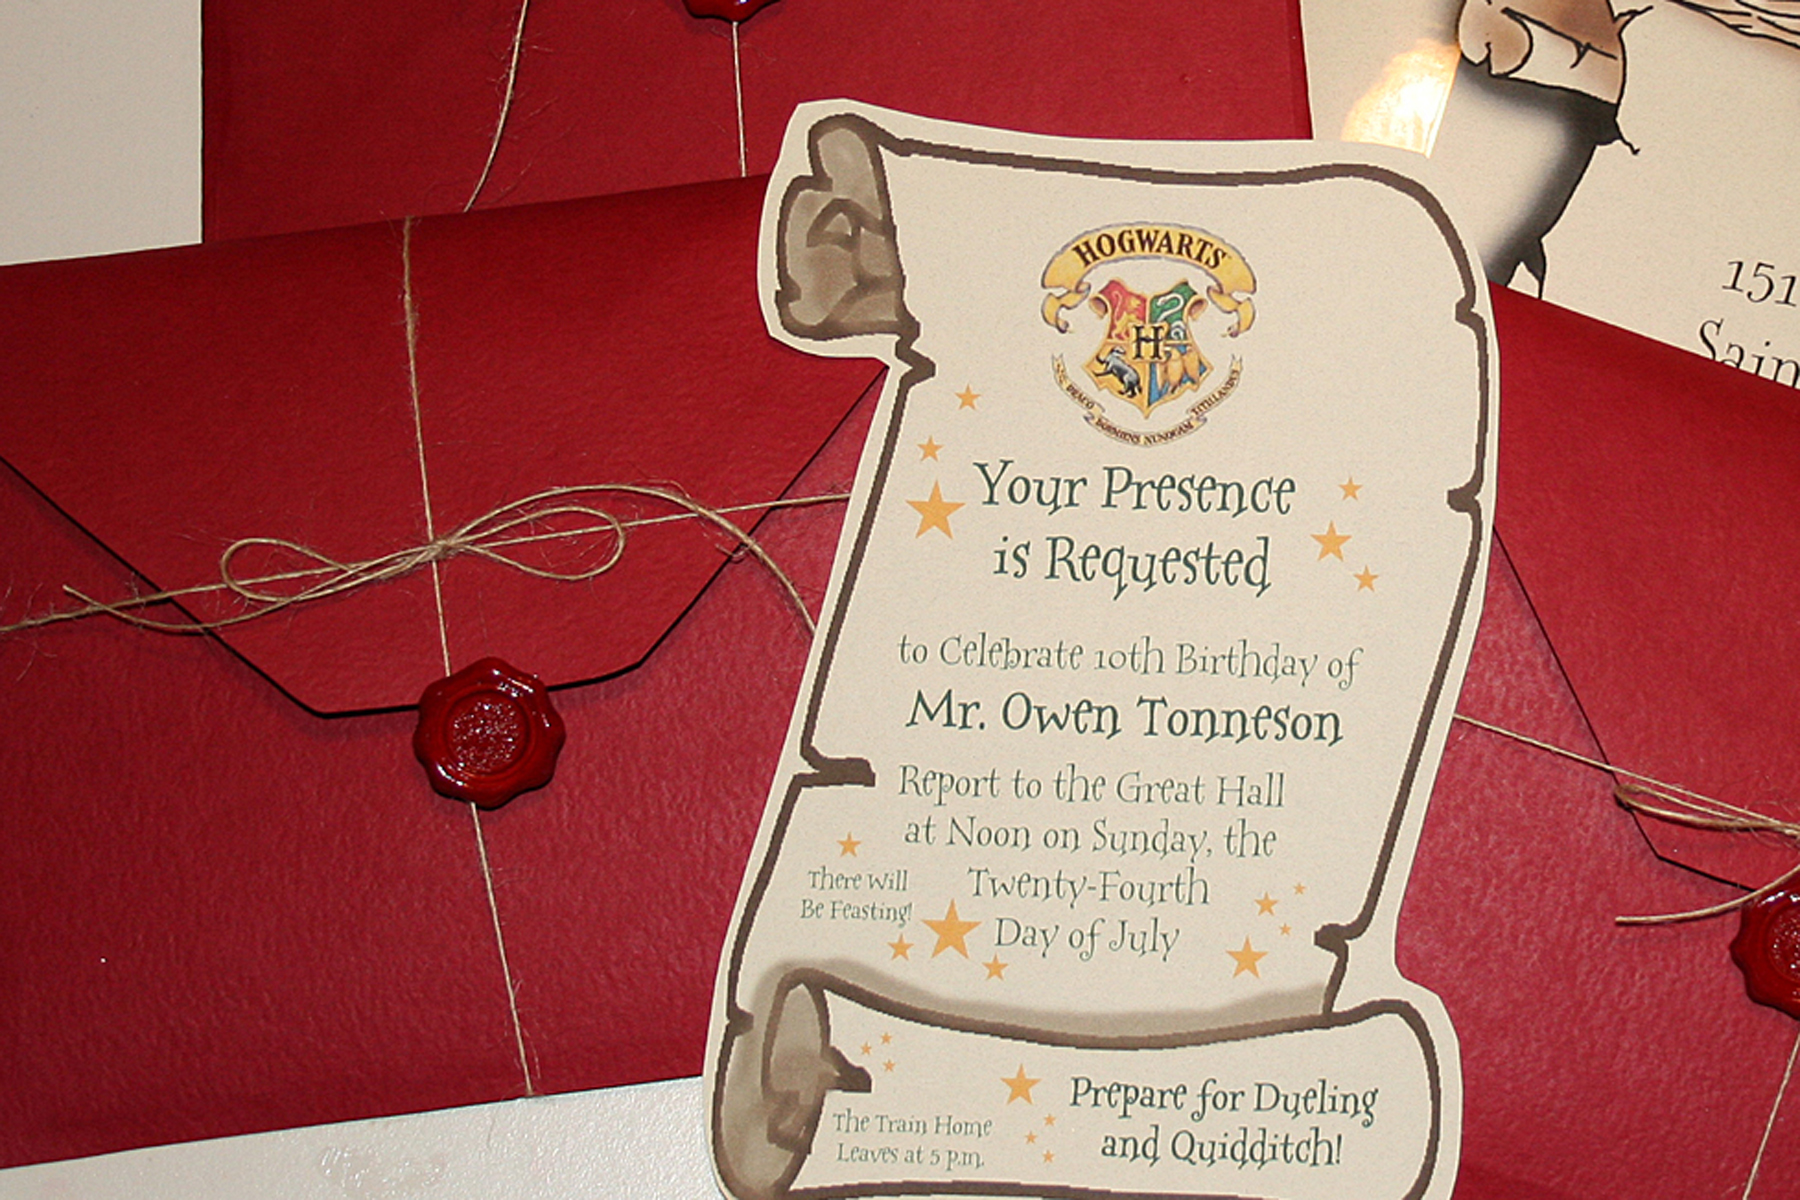 HOGWARTS
H
DRACO DORMIENS NUNQUAM TITILLANDUS
Your Presence
is Requested
to Celebrate 10th Birthday of
Mr. Owen Tonneson
Report to the Great Hall
at Noon on Sunday, the
Twenty-Fourth
Day of July
There Will
Be Feasting!
The Train Home
Leaves at 5 p.m.
Prepare for Dueling
and Quidditch!
151
Sain